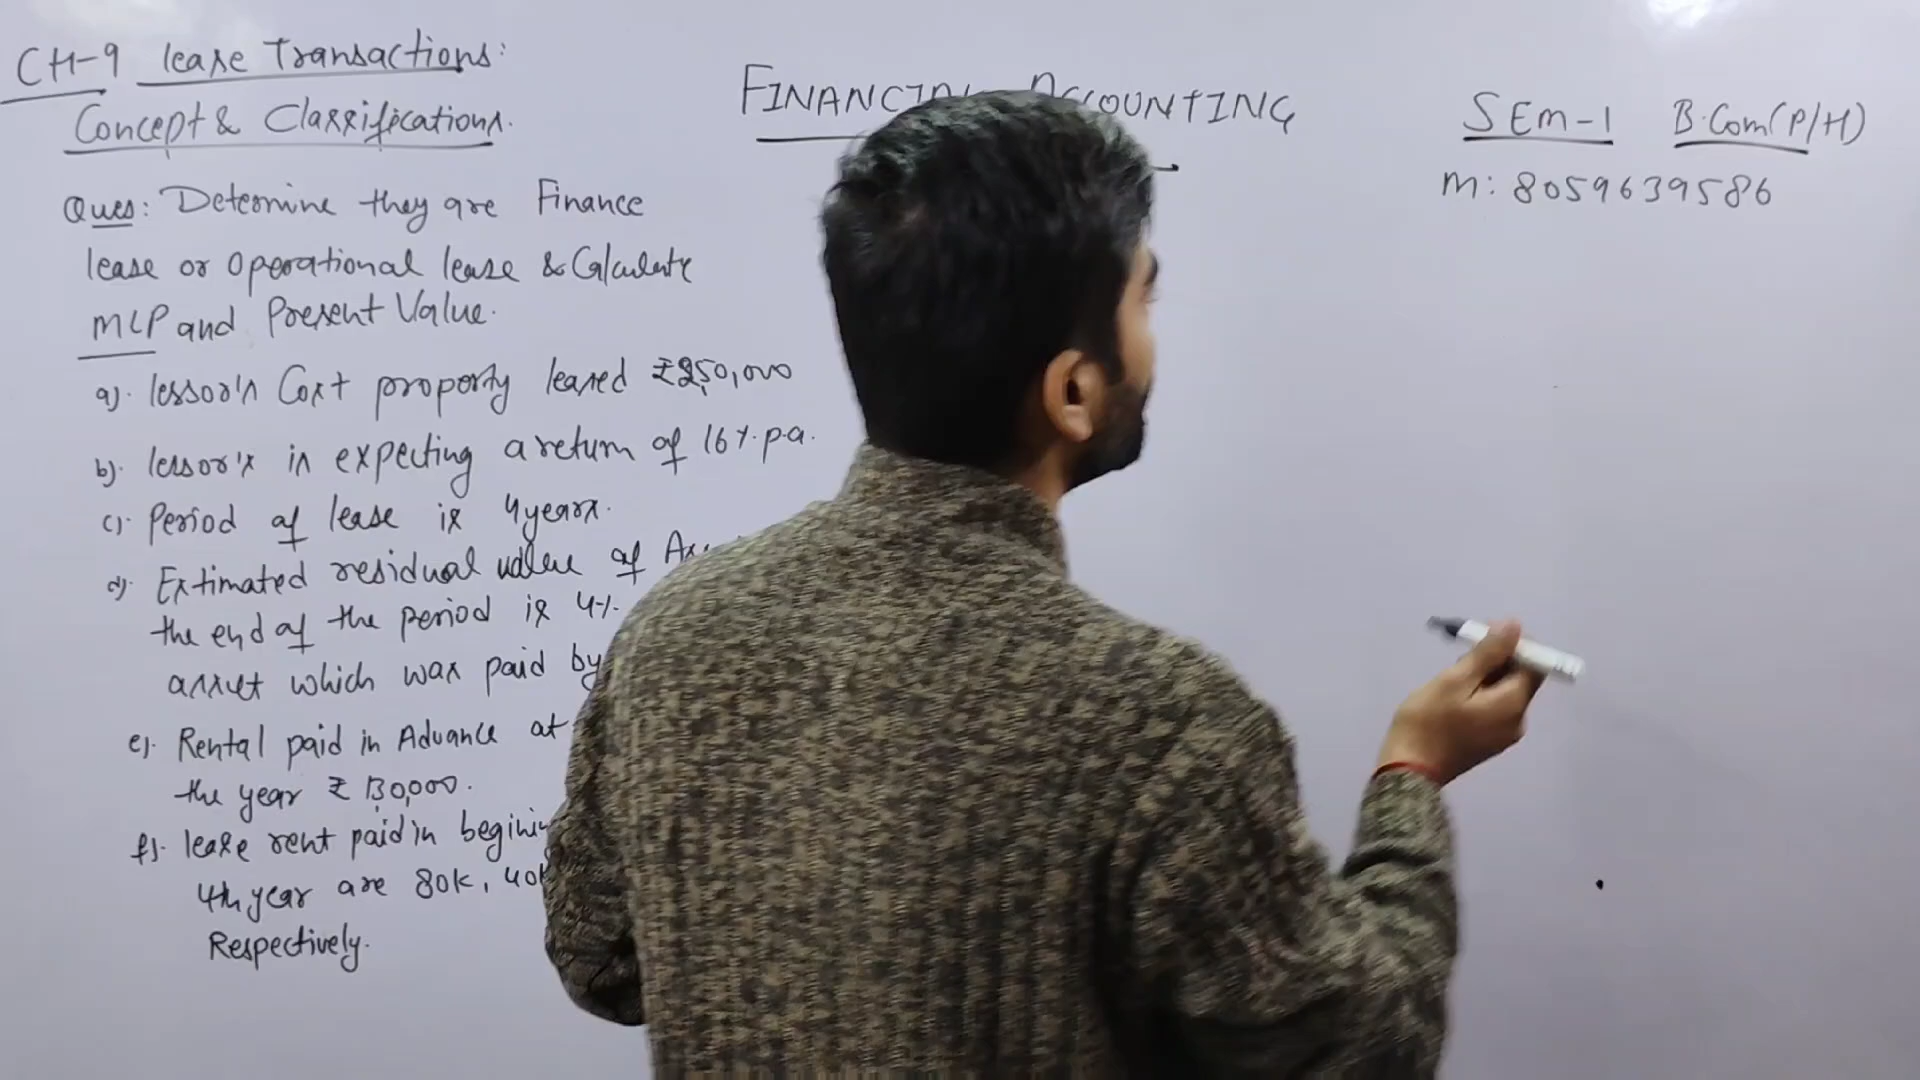 CH-9 lease Transactions:
Concept & Classifications.
FINANCIAL ACCOUNTING
SEM-1 B.Com(P/H)
M: 8059639586
Ques: Determine they are Finance
lease or Operational lease & Calculate
MLP and Present Value.
a). lessor's Cost property leased ₹250,000
b). lessor's is expecting a return of 16%.p.a.
c). Period of lease is 4years.
d). Estimated residual value of
the end of the period is 4%.
asset which was paid by
e). Rental paid in Advance at
the year ₹ 130,000.
f). lease rent paid in
4th year are 80K,
Respectively.